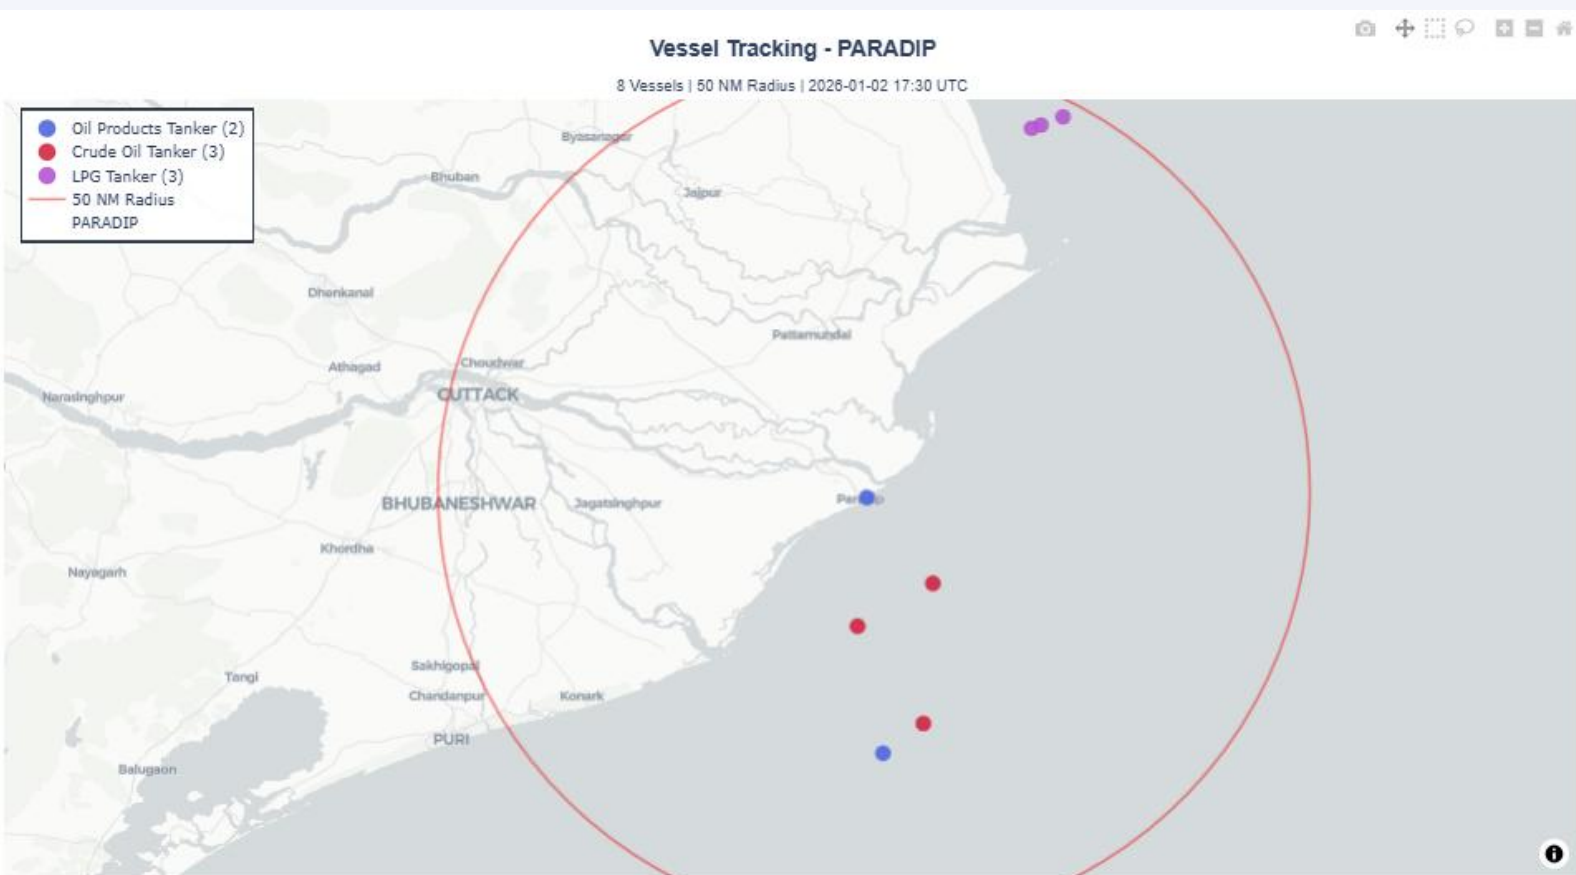 Vessel Tracking - PARADIP
8 Vessels | 50 NM Radius | 2026-01-02 17:30 UTC
Oil Products Tanker (2)
Crude Oil Tanker (3)
LPG Tanker (3)
50 NM Radius
PARADIP
Byasanagar
Bhuban
Jajpur
Dhenkanal
Pattamundai
Choudwar
Athagad
CUTTACK
Narasinghpur
BHUBANESHWAR
Jagatsinghpur
Khordha
Nayagarh
Sakhigopal
Tangi
Chandanpur
Konark
PURI
Balugaon